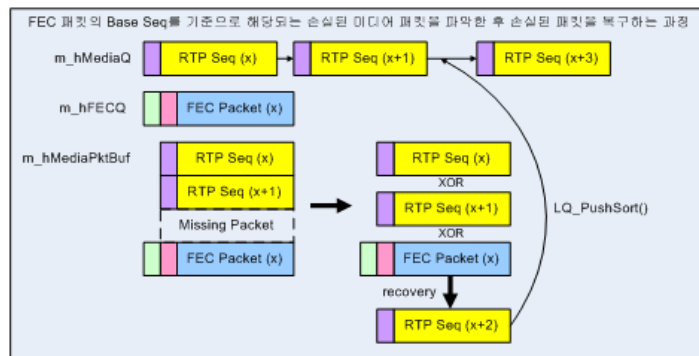 FEC 패킷의 Base Seq를 기준으로 해당되는 손실된 미디어 패킷을 파악한 후 손실된 패킷을 복구하는 과정
m_hMediaQ
RTP Seq (x)
RTP Seq (x+1)
RTP Seq (x+3)
m_hFECQ
FEC Packet (x)
m_hMediaPktBuf
RTP Seq (x)
RTP Seq (x+1)
Missing Packet
FEC Packet (x)
RTP Seq (x)
XOR
RTP Seq (x+1)
XOR
FEC Packet (x)
recovery
RTP Seq (x+2)
LQ_PushSort()